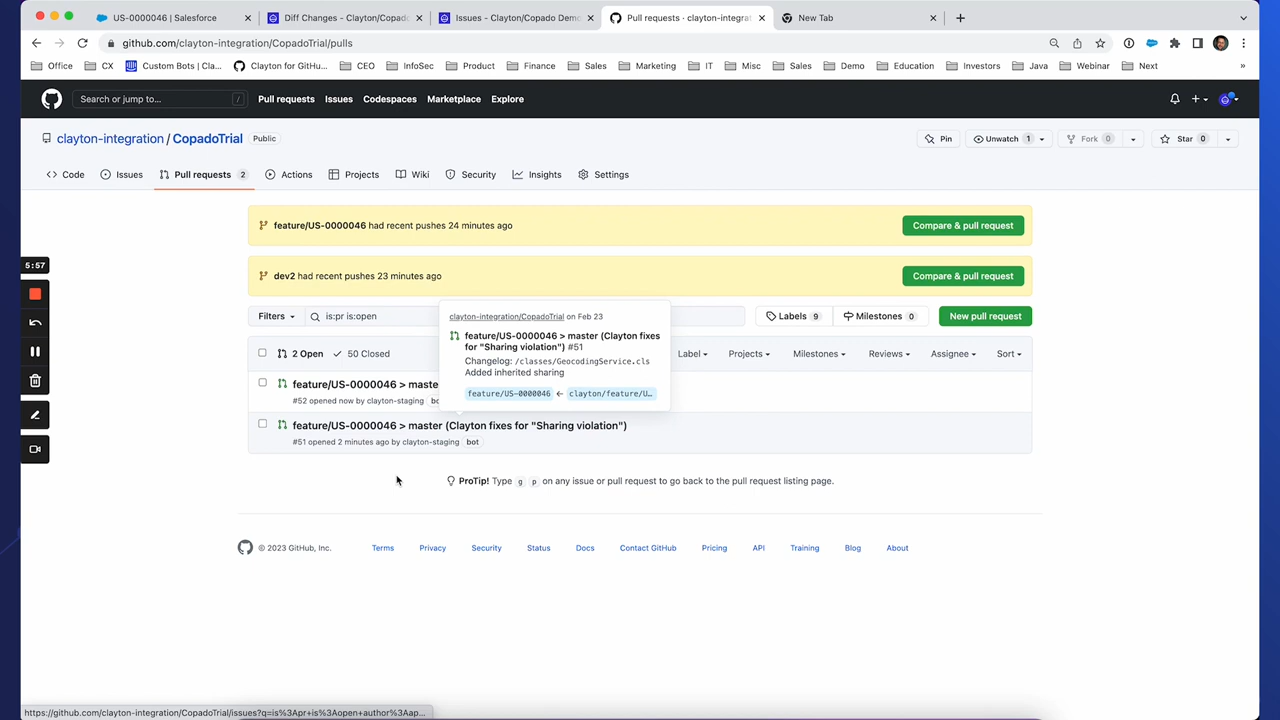 US-0000046 | Salesforce
Diff Changes - Clayton/Copado
Issues - Clayton/Copado Demo
Pull requests · clayton-integra
New Tab
github.com/clayton-integration/CopadoTrial/pulls
Office
CX
Custom Bots | Cla...
Clayton for GitHu...
CEO
InfoSec
Product
Finance
Sales
Marketing
IT
Misc
Sales
Demo
Education
Investors
Java
Webinar
Next
»
Search or jump to...
/
Pull requests
Issues
Codespaces
Marketplace
Explore
clayton-integration / CopadoTrial
Public
Pin
Unwatch 1
Fork 0
Star 0
Code
Issues
Pull requests 2
Actions
Projects
Wiki
Security
Insights
Settings
feature/US-0000046 had recent pushes 24 minutes ago
Compare & pull request
5:57
dev2 had recent pushes 23 minutes ago
Compare & pull request
Filters
is:pr is:open
Labels 9
Milestones 0
New pull request
clayton-integration/CopadoTrial on Feb 23
feature/US-0000046 > master (Clayton fixes
for "Sharing violation") #51
Changelog: /classes/GeocodingService.cls
Added inherited sharing
feature/US-0000046 ← clayton/feature/U…
2 Open
50 Closed
Label
Projects
Milestones
Reviews
Assignee
Sort
feature/US-0000046 > maste
#52 opened now by clayton-staging
feature/US-0000046 > master (Clayton fixes for "Sharing violation")
#51 opened 2 minutes ago by clayton-staging bot
ProTip! Type g p on any issue or pull request to go back to the pull request listing page.
© 2023 GitHub, Inc.
Terms
Privacy
Security
Status
Docs
Contact GitHub
Pricing
API
Training
Blog
About
https://github.com/clayton-integration/CopadoTrial/issues?q=is%3Apr+is%3Aopen+author%3Aap...